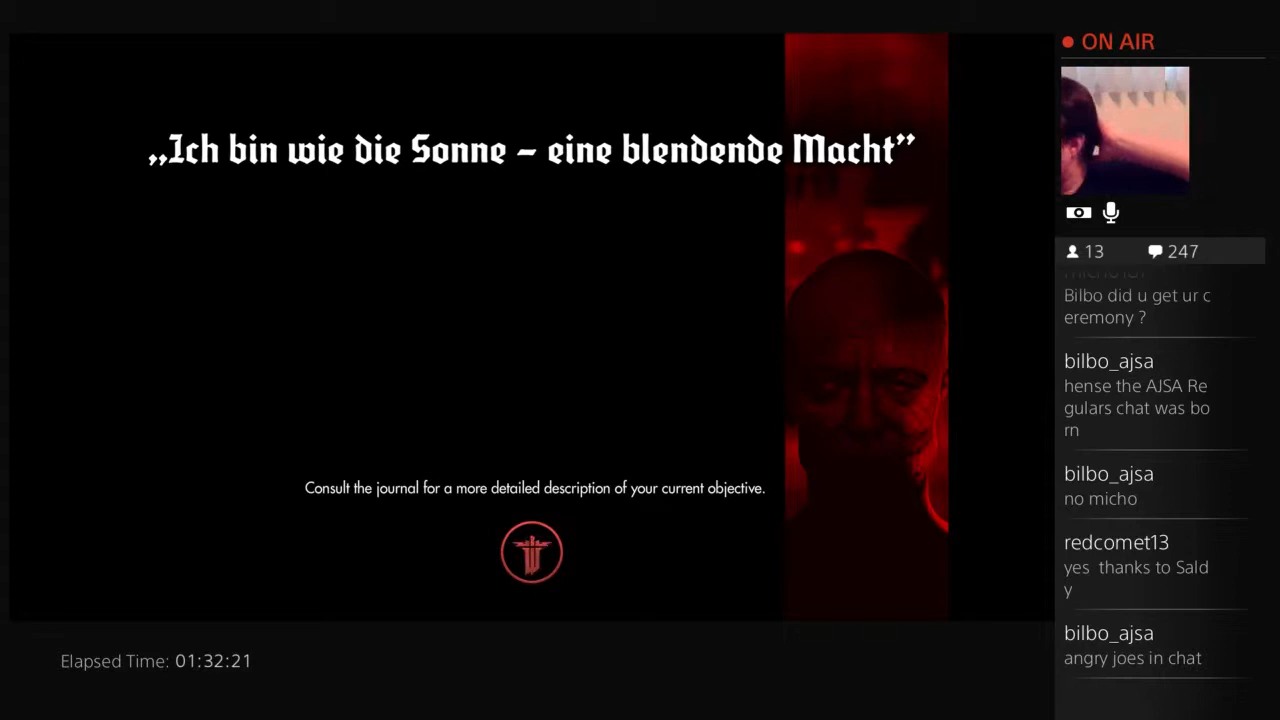 „Ich bin wie die Sonne – eine blendende Macht”
Consult the journal for a more detailed description of your current objective.
Elapsed Time: 01:32:21
ON AIR
13 247
Bilbo did u get ur c
eremony ?
bilbo_ajsa
hense the AJSA Re
gulars chat was bo
rn
bilbo_ajsa
no micho
redcomet13
yes thanks to Sald
y
bilbo_ajsa
angry joes in chat